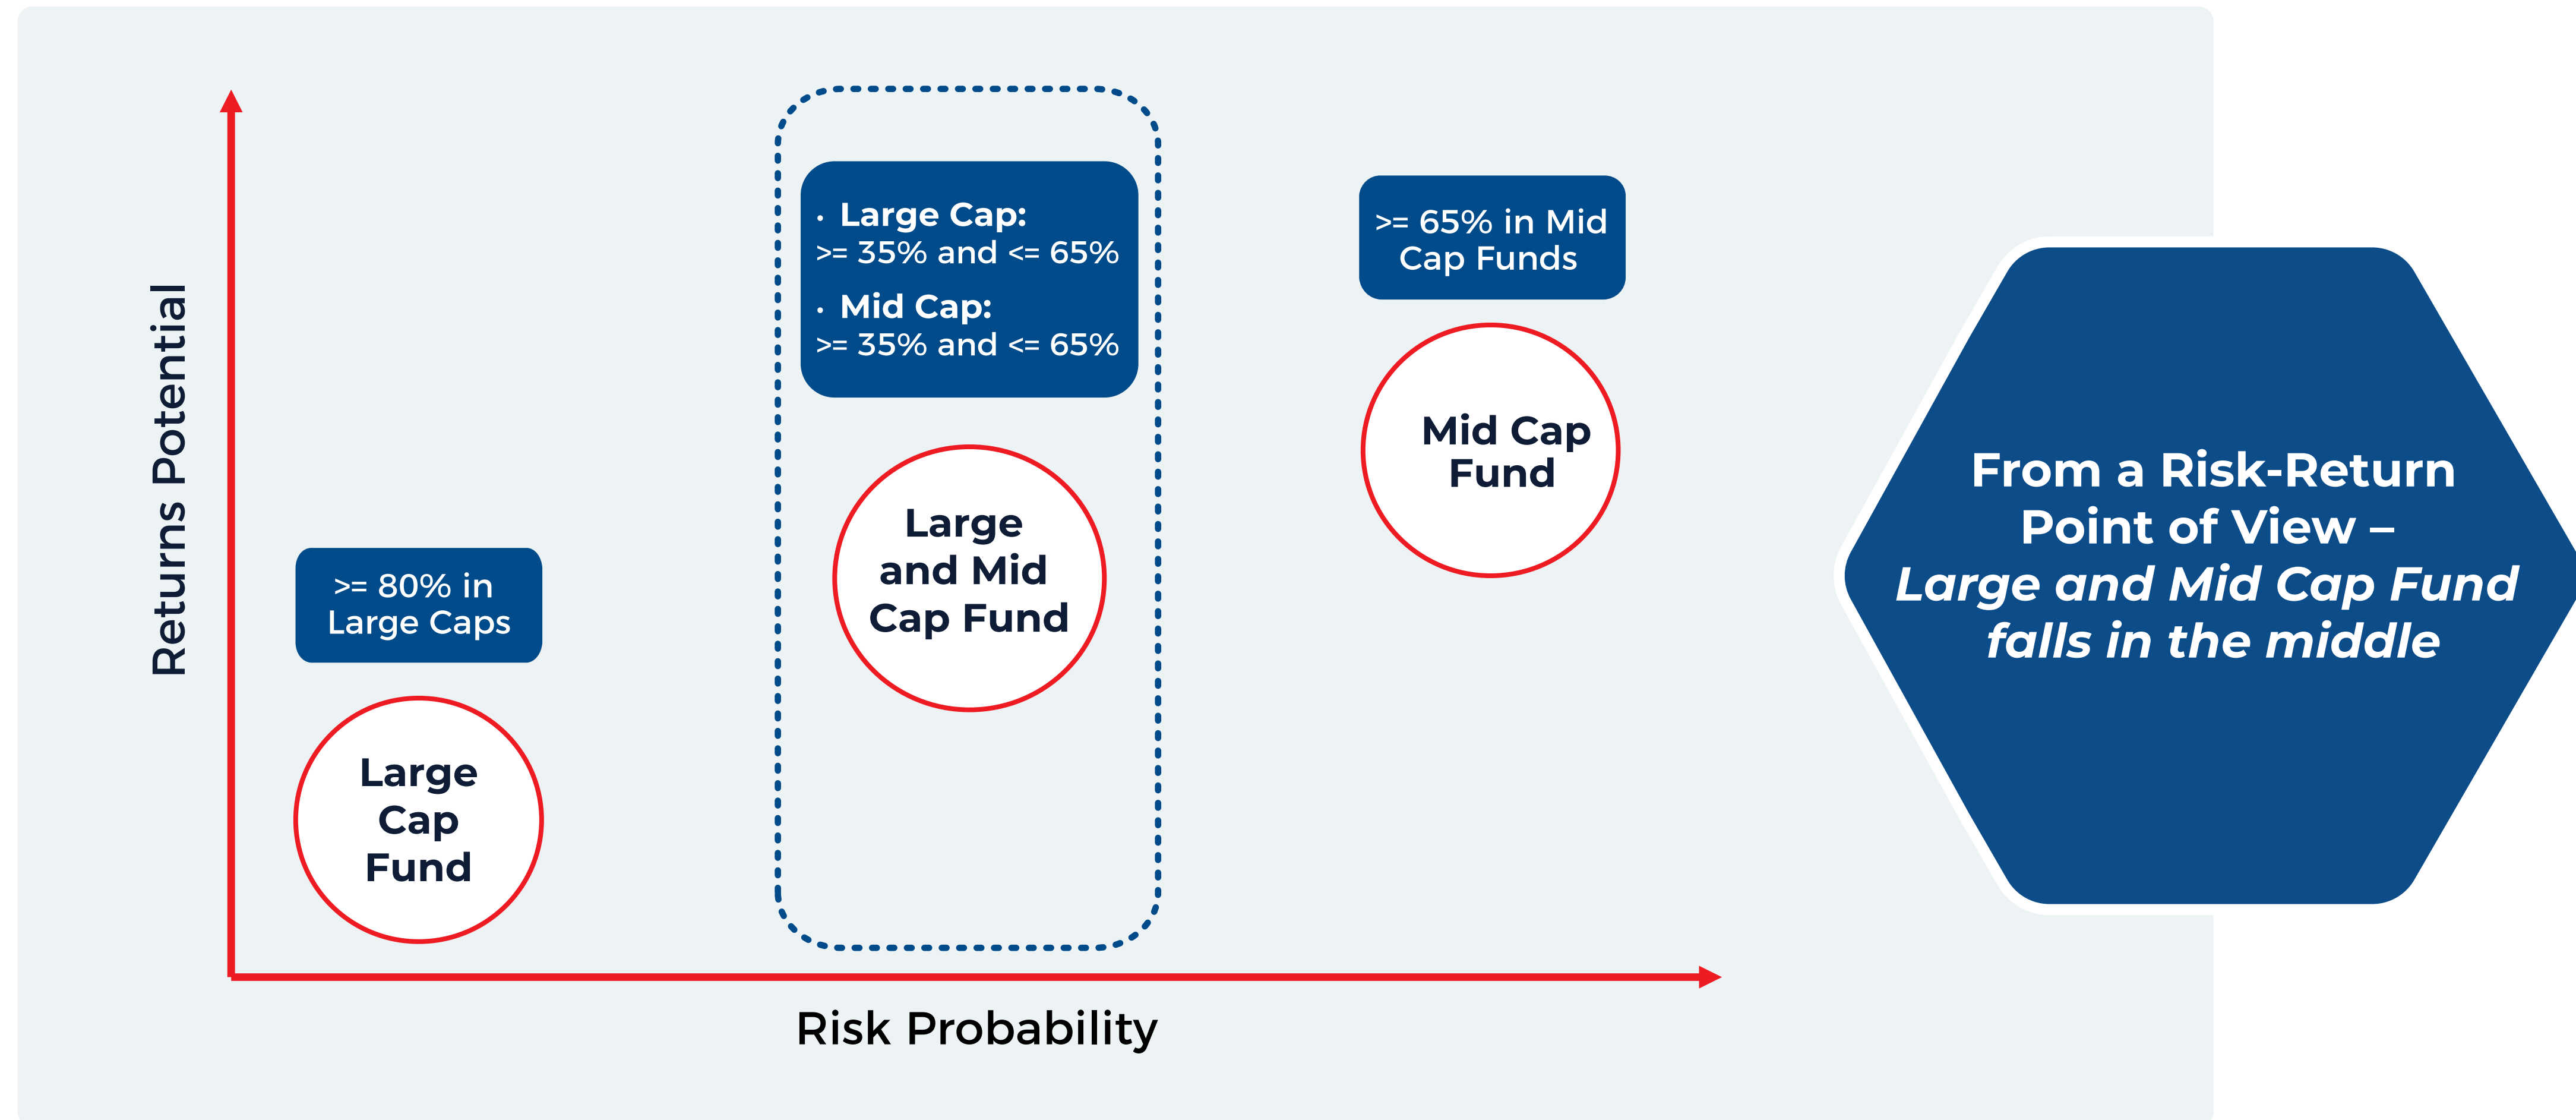 Returns Potential
>= 80% in
Large Caps
Large
Cap
Fund
· Large Cap:
>= 35% and <= 65%
· Mid Cap:
>= 35% and <= 65%
Large
and Mid
Cap Fund
>= 65% in Mid
Cap Funds
Mid Cap
Fund
Risk Probability
From a Risk-Return
Point of View –
Large and Mid Cap Fund
falls in the middle